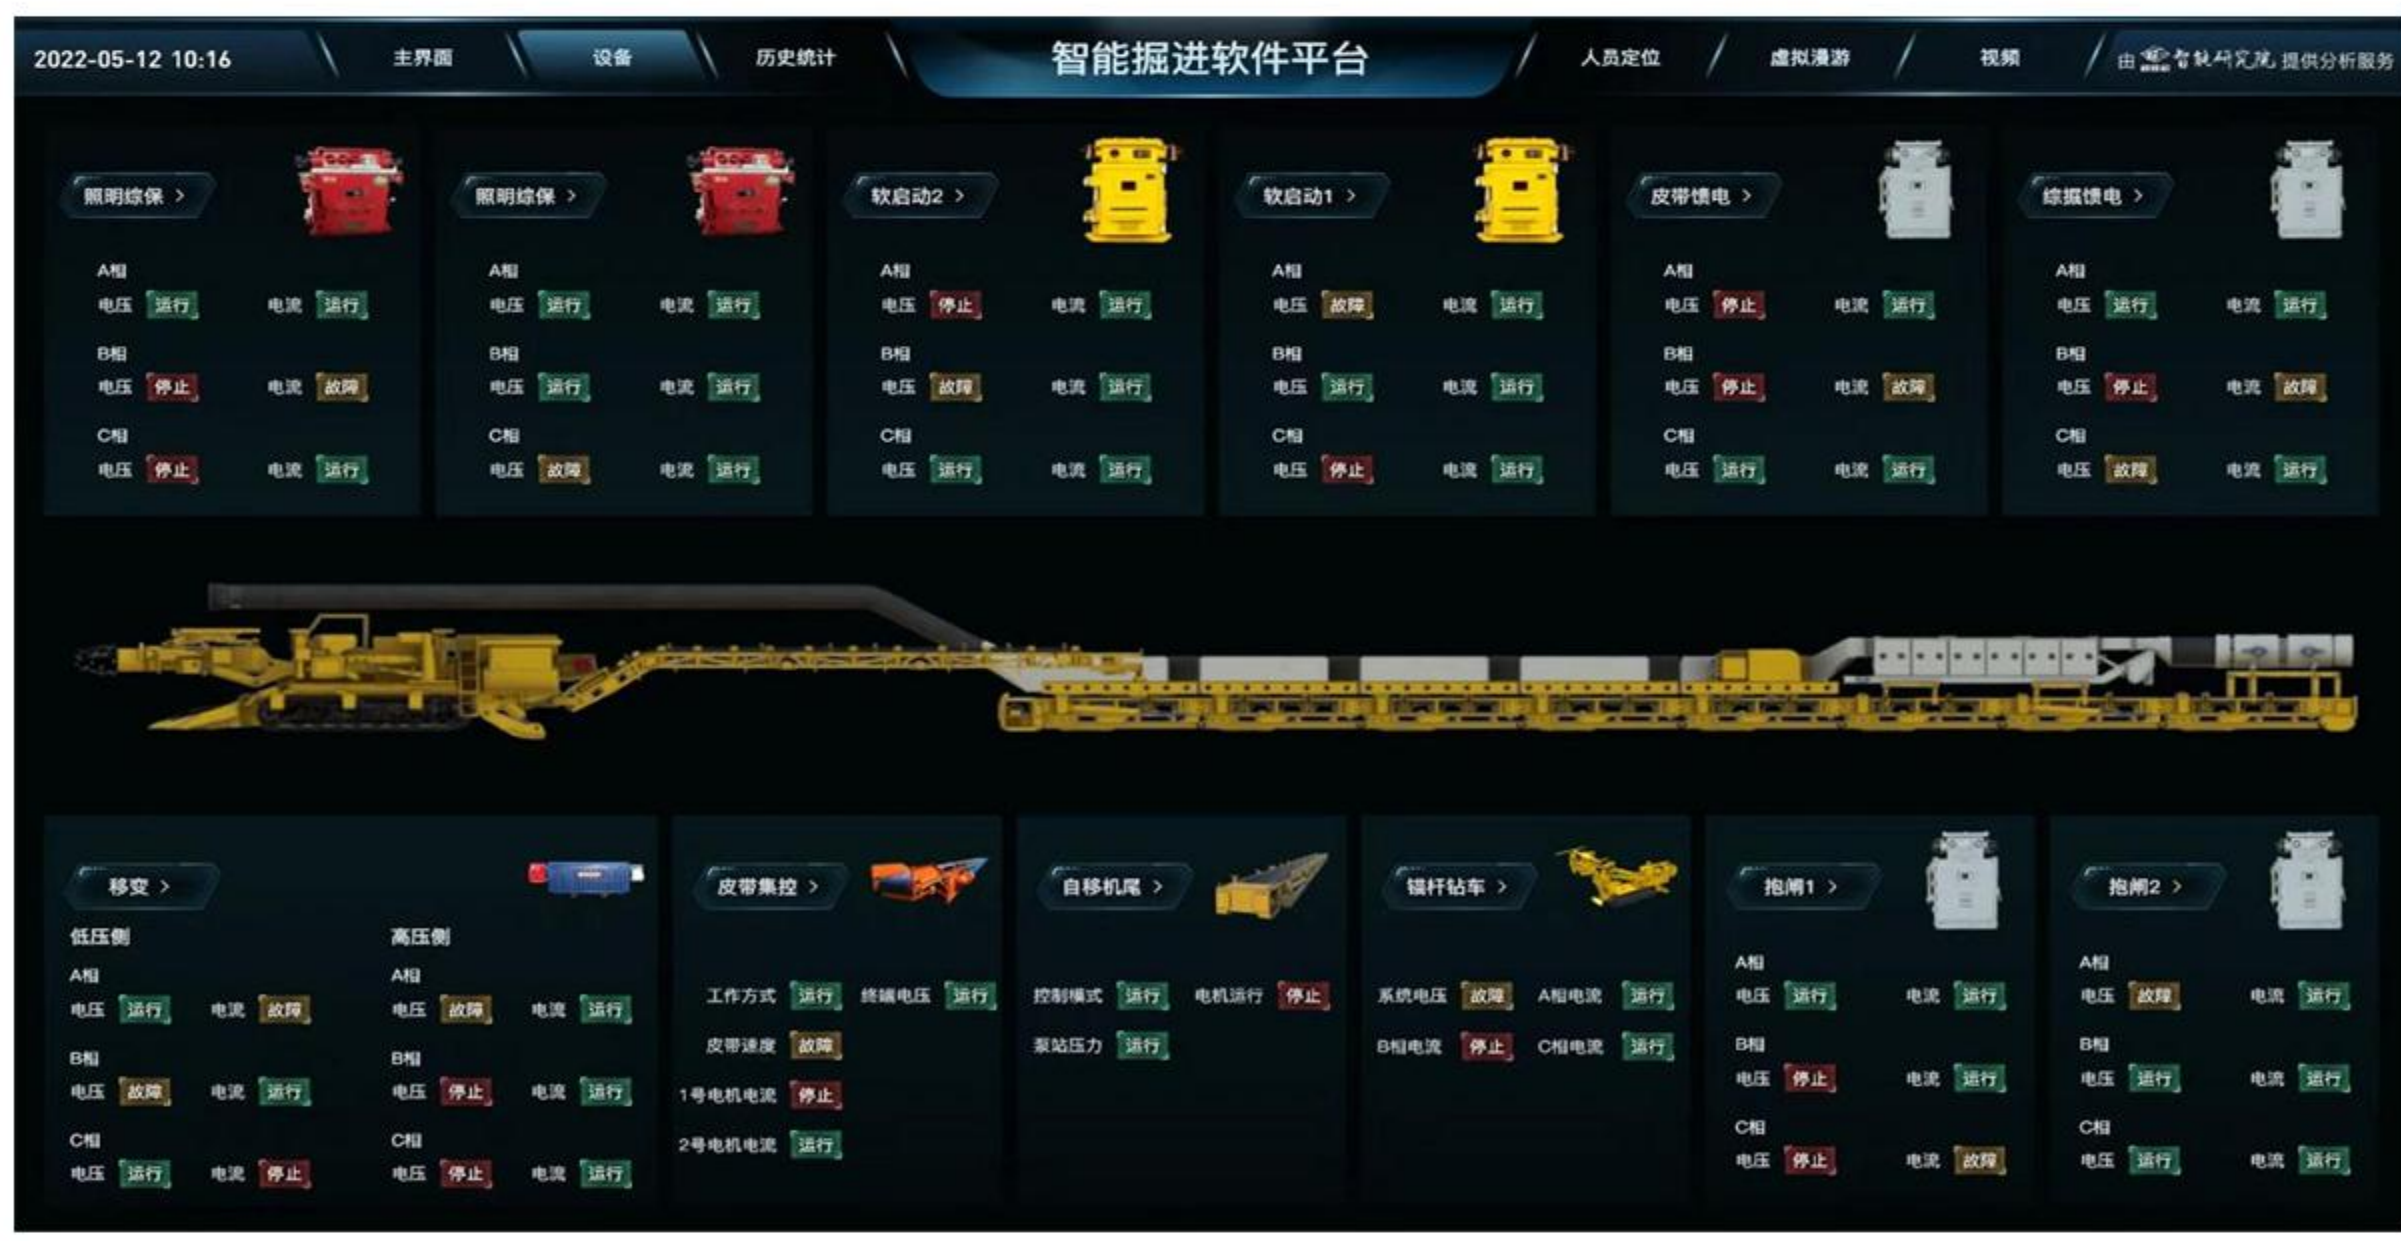 2022-05-12 10:16 主界面 设备 历史统计 智能掘进软件平台 人员定位 虚拟漫游 视频 由智能研究院提供分析服务
照明综保 > 照明综保 > 软启动2 > 软启动1 > 皮带馈电 > 综掘馈电 >
A相 A相 A相 A相 A相 A相
电压 运行 电流 运行 电压 运行 电流 运行 电压 停止 电流 运行 电压 故障 电流 运行 电压 停止 电流 运行 电压 运行 电流 运行
B相 B相 B相 B相 B相 B相
电压 停止 电流 故障 电压 运行 电流 运行 电压 故障 电流 运行 电压 运行 电流 运行 电压 停止 电流 故障 电压 停止 电流 故障
C相 C相 C相 C相 C相 C相
电压 停止 电流 运行 电压 故障 电流 运行 电压 运行 电流 运行 电压 停止 电流 运行 电压 运行 电流 运行 电压 故障 电流 运行
移变 >
低压侧 高压侧
A相 A相
电压 运行 电流 故障 电压 故障 电流 运行
B相 B相
电压 故障 电流 运行 电压 停止 电流 运行
C相 C相
电压 运行 电流 停止 电压 停止 电流 运行
皮带集控 >
工作方式 运行 终端电压 运行
皮带速度 故障
1号电机电流 停止
2号电机电流 运行
自移机尾 >
控制模式 运行 电机运行 停止
泵站压力 运行
锚杆钻车 >
系统电压 故障 A相电流 运行
B相电流 停止 C相电流 运行
抱闸1 >
A相
电压 运行 电流 运行
B相
电压 停止 电流 运行
C相
电压 停止 电流 故障
抱闸2 >
A相
电压 故障 电流 运行
B相
电压 运行 电流 运行
C相
电压 运行 电流 运行